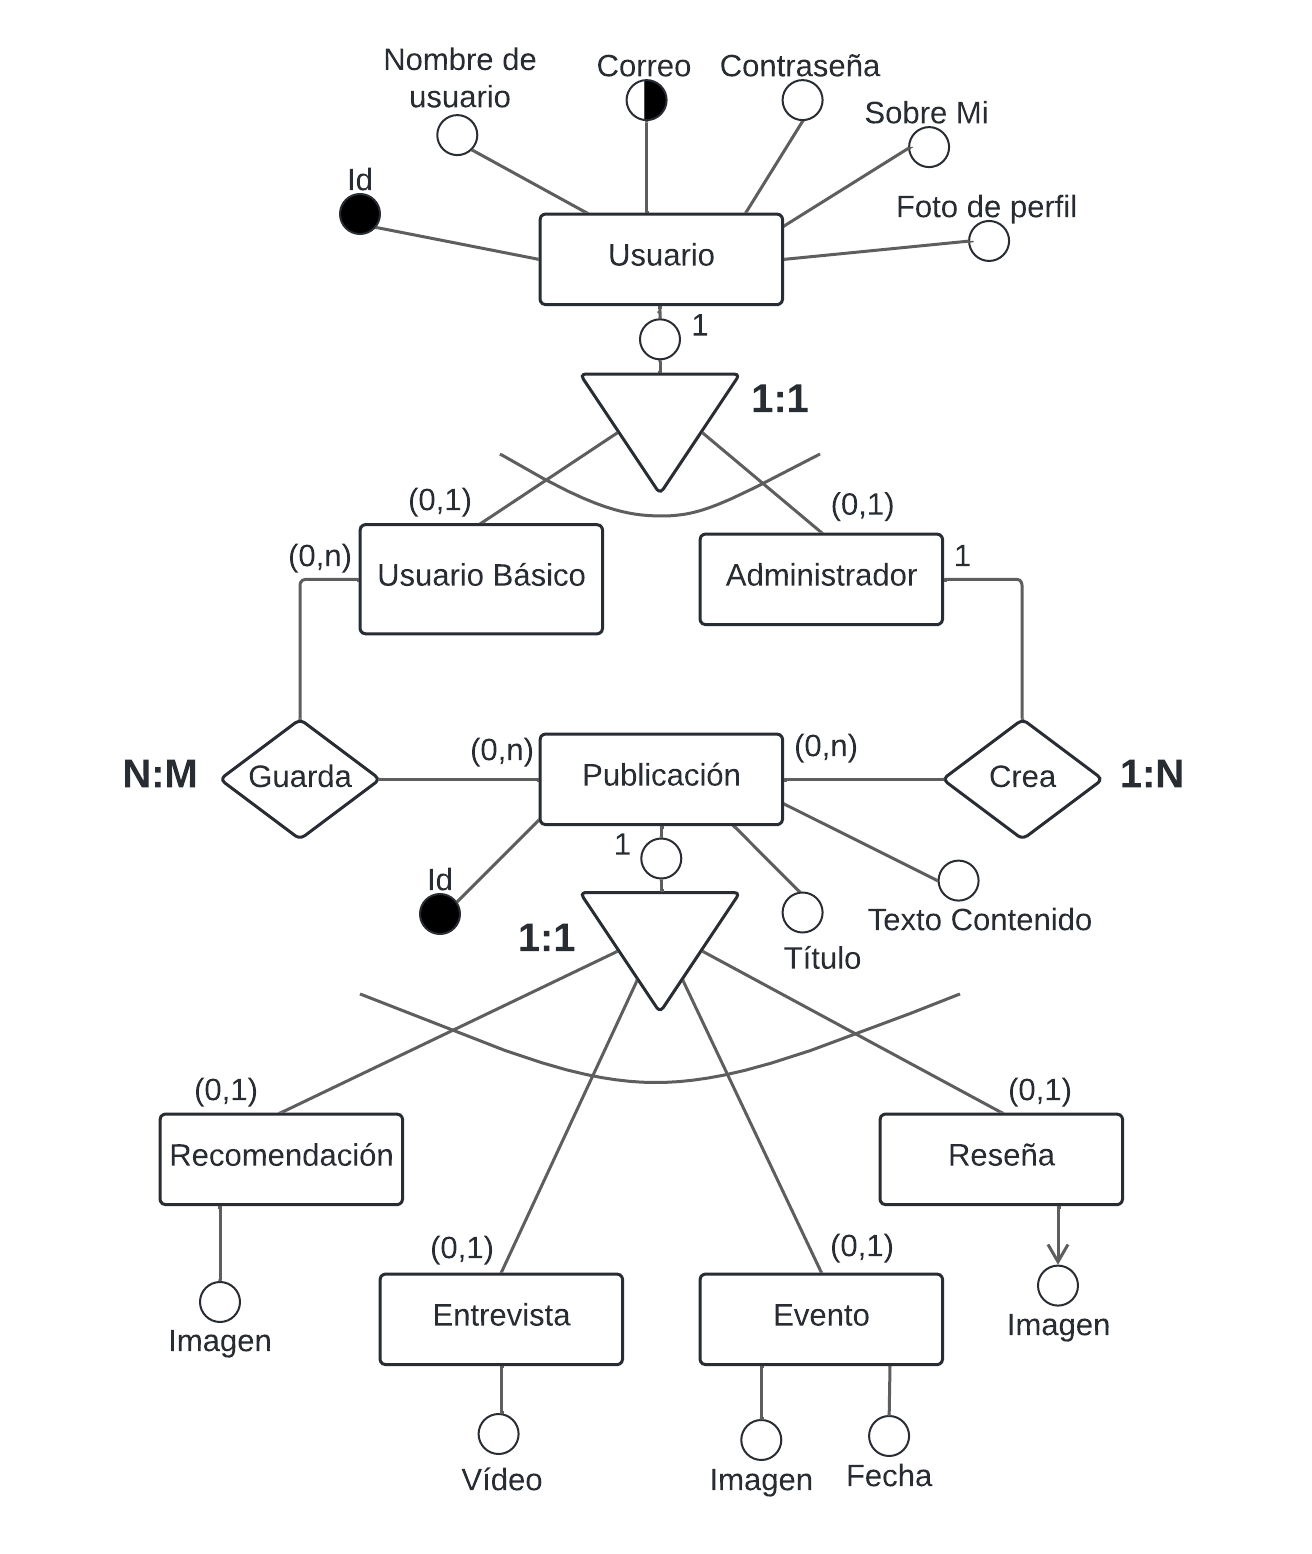 Nombre de
usuario
Correo
Contraseña
Sobre Mi
Id
Foto de perfil
Usuario
1
1:1
(0,1)
(0,1)
(0,n)
Usuario Básico
Administrador
1
N:M
Guarda
(0,n)
Publicación
(0,n)
Crea
1:N
1
Id
Texto Contenido
1:1
Título
(0,1)
(0,1)
Recomendación
Reseña
(0,1)
(0,1)
Imagen
Entrevista
Evento
Imagen
Vídeo
Imagen
Fecha